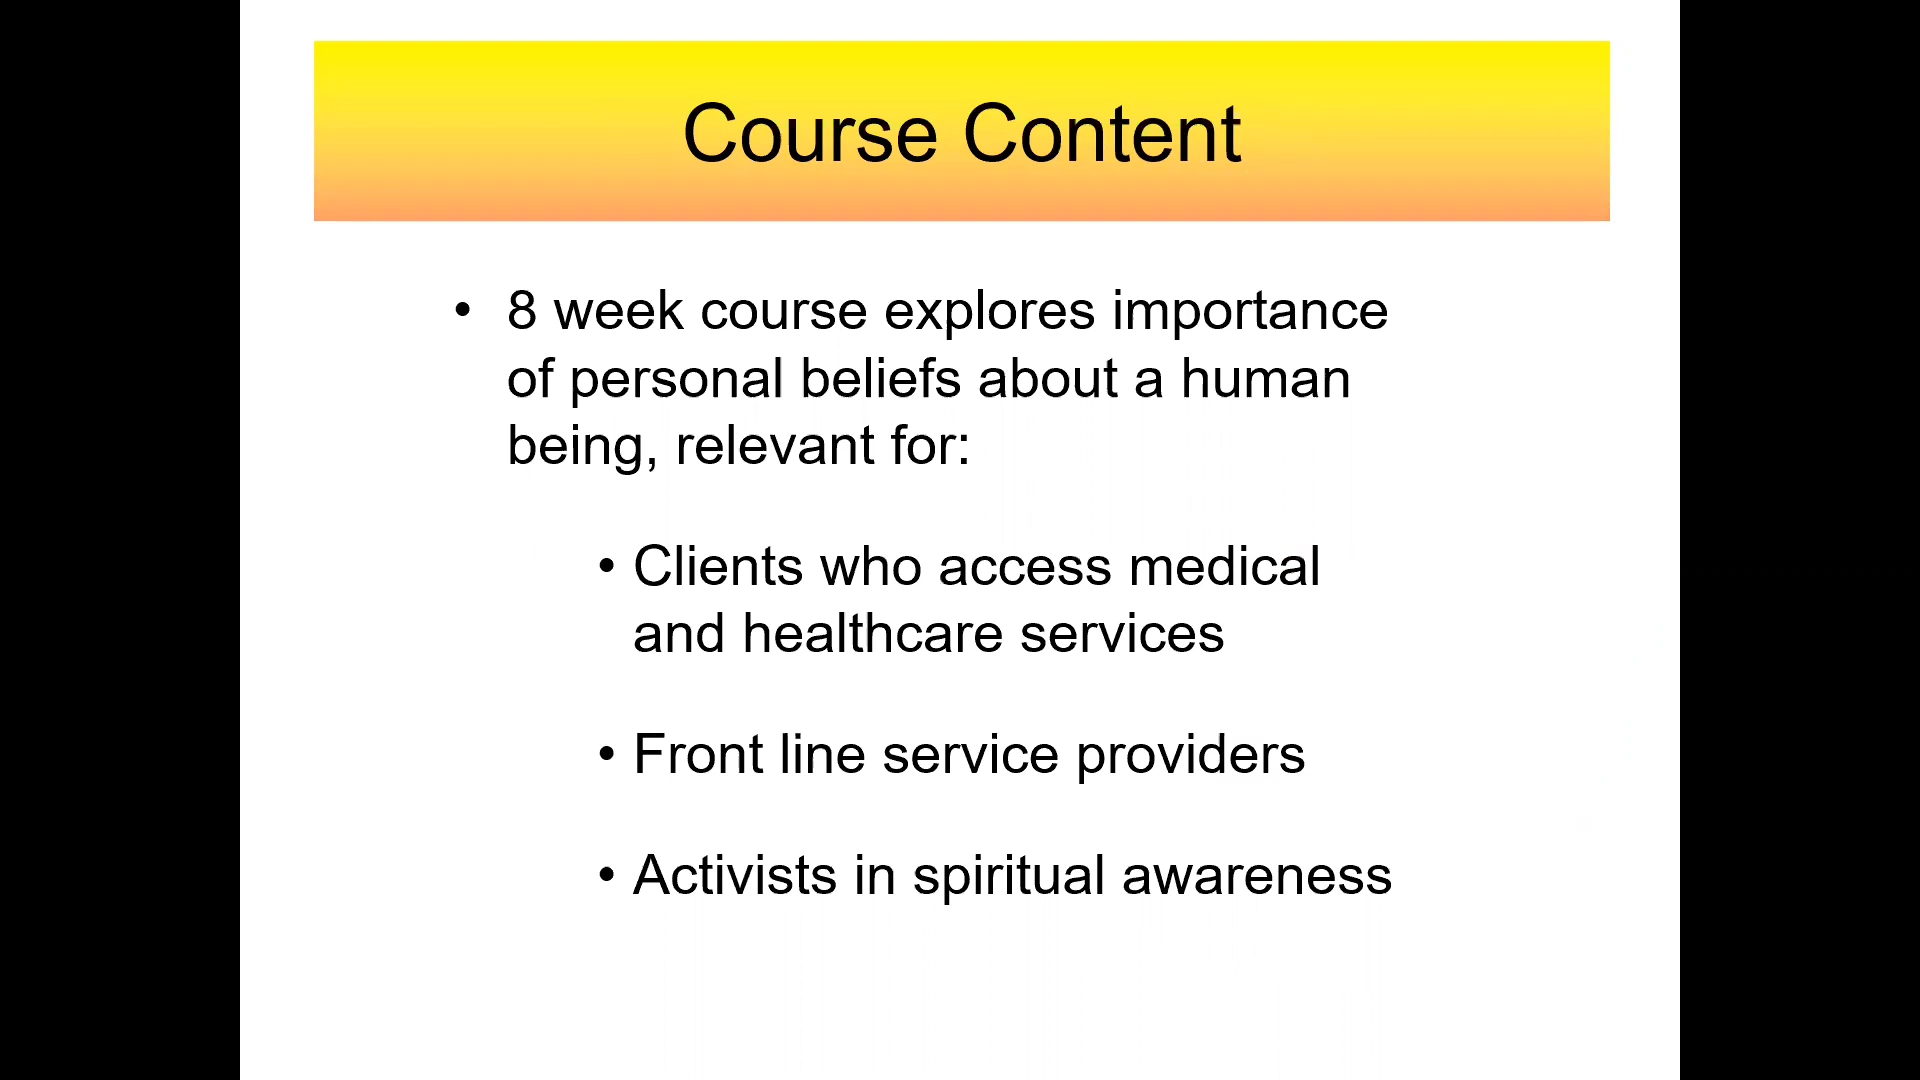 Course Content
• 8 week course explores importance
of personal beliefs about a human
being, relevant for:
• Clients who access medical
and healthcare services
• Front line service providers
• Activists in spiritual awareness